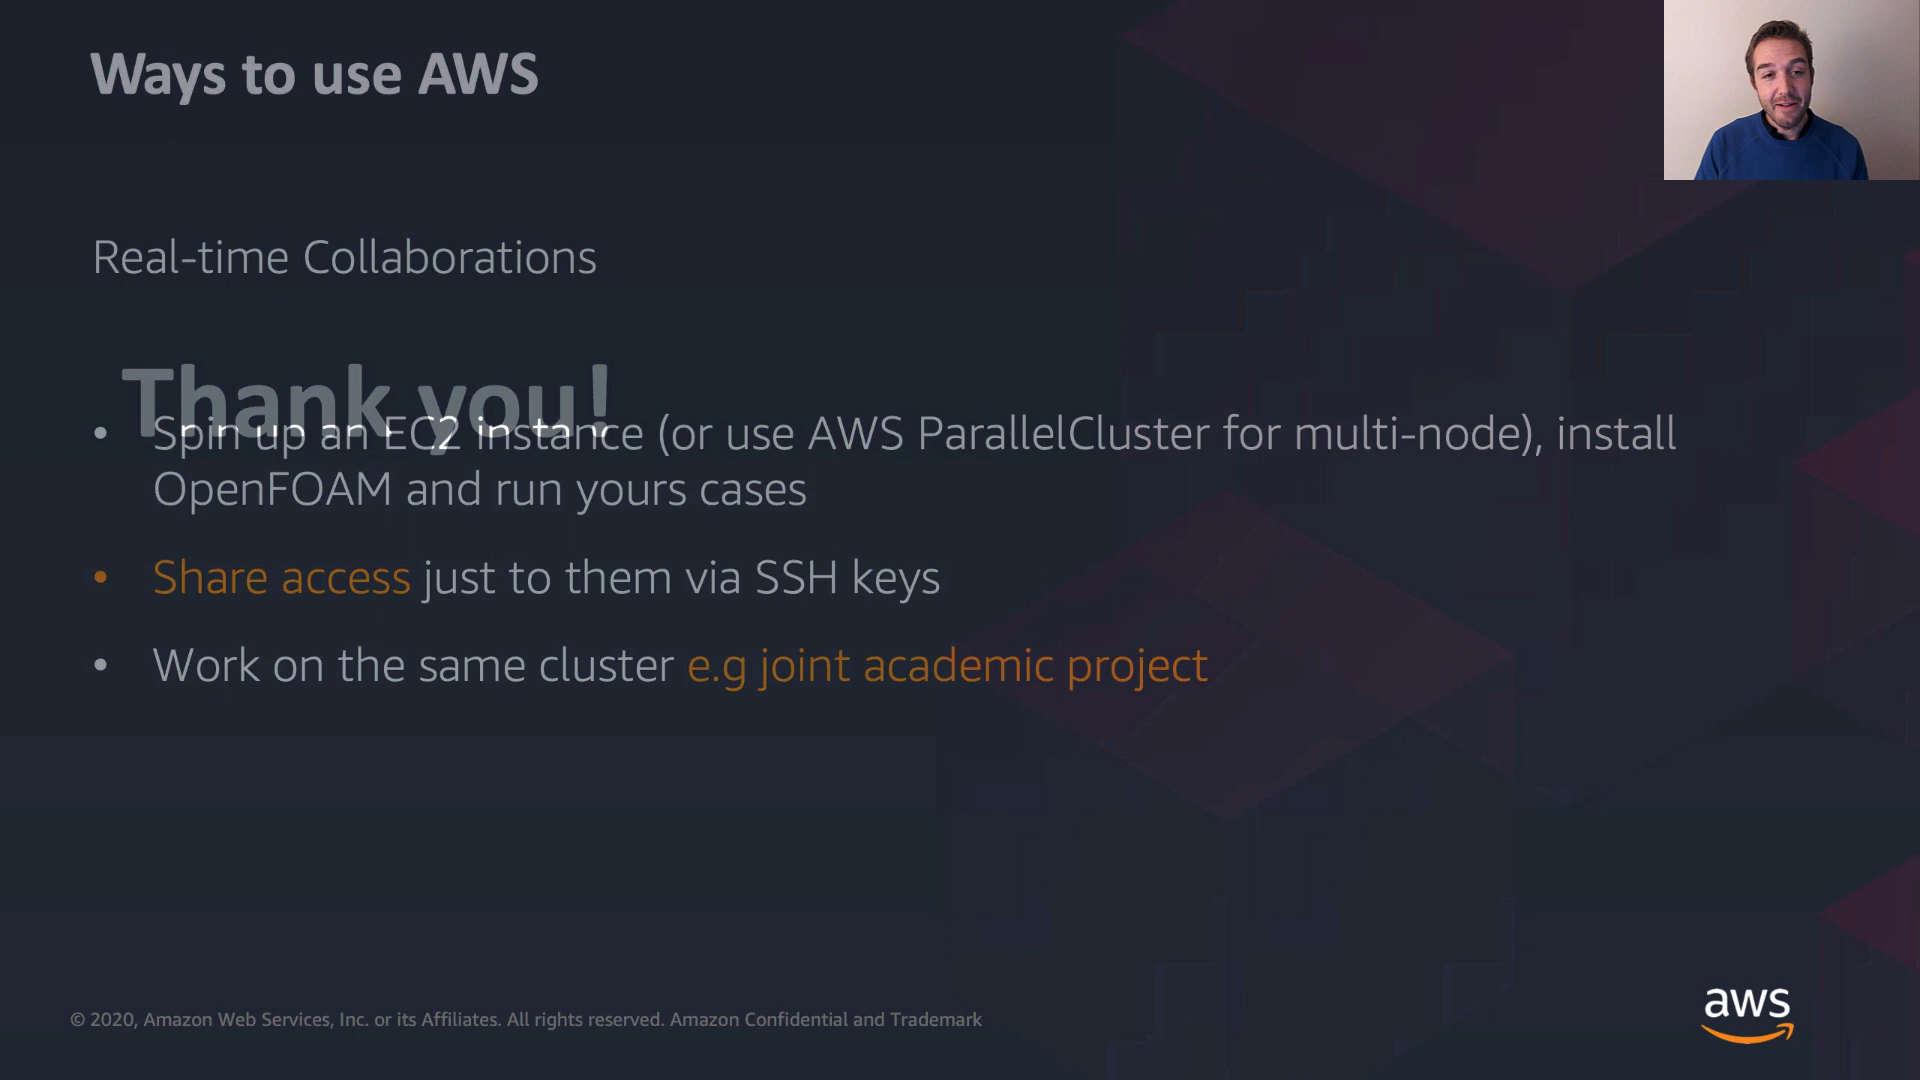 Ways to use AWS
Real-time Collaborations
Thank you!
• Spin up an EC2 instance (or use AWS ParallelCluster for multi-node), install
OpenFOAM and run yours cases
• Share access just to them via SSH keys
• Work on the same cluster e.g joint academic project
© 2020, Amazon Web Services, Inc. or its Affiliates. All rights reserved. Amazon Confidential and Trademark
aws